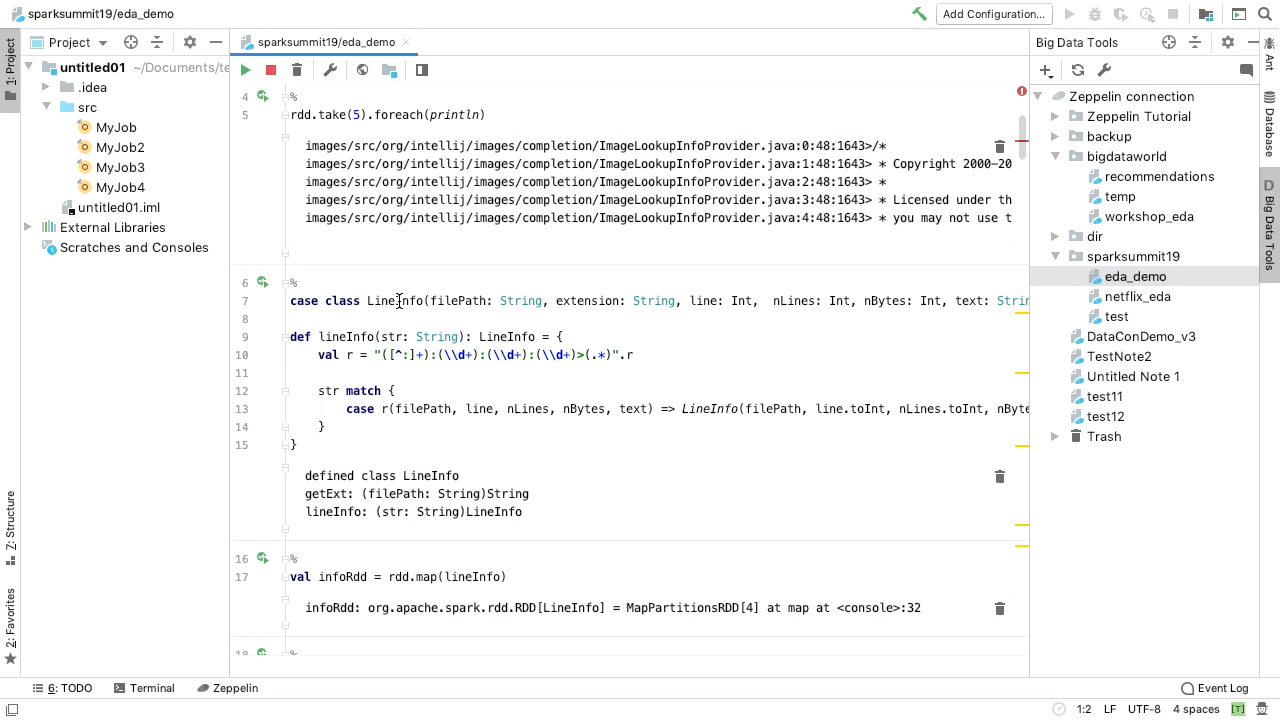 sparksummit19/eda_demo
Add Configuration...
Project
sparksummit19/eda_demo
Big Data Tools
1: Project
untitled01 ~/Documents/te
.idea
src
MyJob
MyJob2
MyJob3
MyJob4
untitled01.iml
External Libraries
Scratches and Consoles
7: Structure
2: Favorites
4 %
5 rdd.take(5).foreach(println)
images/src/org/intellij/images/completion/ImageLookupInfoProvider.java:0:48:1643>/*
images/src/org/intellij/images/completion/ImageLookupInfoProvider.java:1:48:1643> * Copyright 2000-20
images/src/org/intellij/images/completion/ImageLookupInfoProvider.java:2:48:1643> *
images/src/org/intellij/images/completion/ImageLookupInfoProvider.java:3:48:1643> * Licensed under th
images/src/org/intellij/images/completion/ImageLookupInfoProvider.java:4:48:1643> * you may not use t
6 %
7 case class LineInfo(filePath: String, extension: String, line: Int,  nLines: Int, nBytes: Int, text: Strin
8
9 def lineInfo(str: String): LineInfo = {
10     val r = "([^:]+):(\\d+):(\\d+):(\\d+)>(.*)".r
11
12     str match {
13         case r(filePath, line, nLines, nBytes, text) => LineInfo(filePath, line.toInt, nLines.toInt, nByte
14     }
15 }
defined class LineInfo
getExt: (filePath: String)String
lineInfo: (str: String)LineInfo
16 %
17 val infoRdd = rdd.map(lineInfo)
infoRdd: org.apache.spark.rdd.RDD[LineInfo] = MapPartitionsRDD[4] at map at <console>:32
18 %
Zeppelin connection
Zeppelin Tutorial
backup
bigdataworld
recommendations
temp
workshop_eda
dir
sparksummit19
eda_demo
netflix_eda
test
DataConDemo_v3
TestNote2
Untitled Note 1
test11
test12
Trash
Ant
Database
D Big Data Tools
6: TODO
Terminal
Zeppelin
Event Log
1:2 LF UTF-8 4 spaces [T]